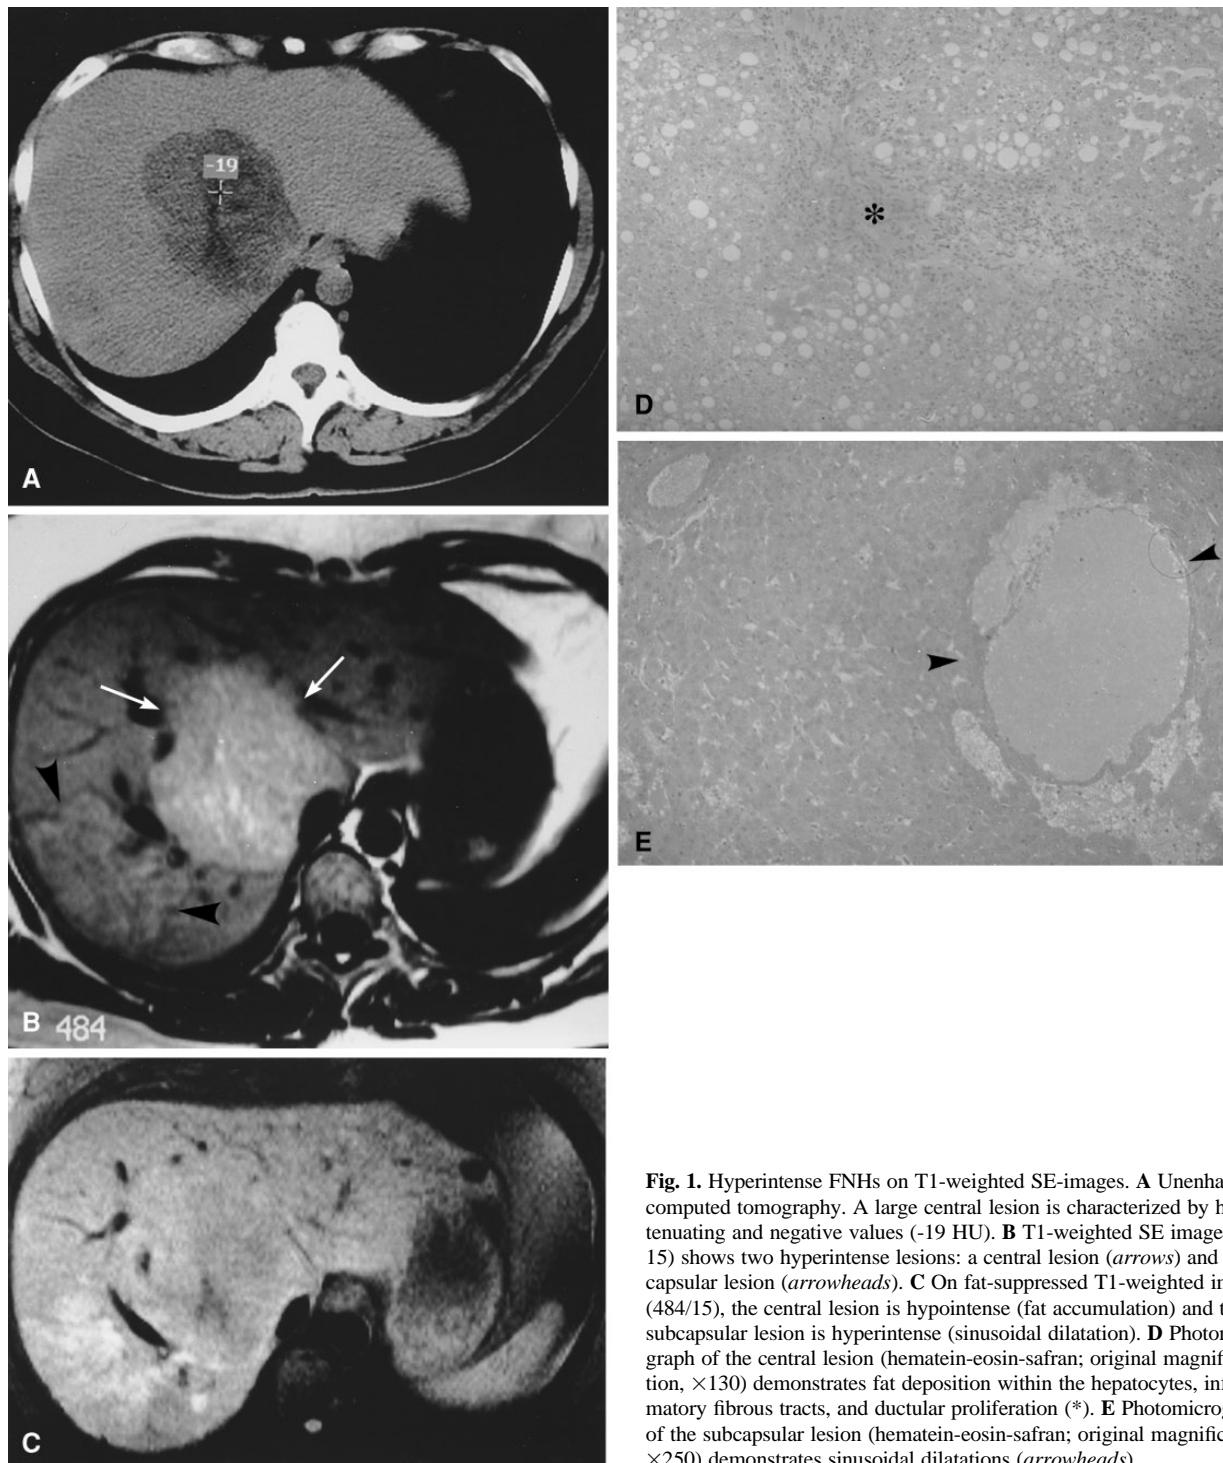 -19
A
B 484
C
D
*
E
Fig. 1. Hyperintense FNHs on T1-weighted SE-images. A Unenha
computed tomography. A large central lesion is characterized by h
tenuating and negative values (-19 HU). B T1-weighted SE image
15) shows two hyperintense lesions: a central lesion (arrows) and
capsular lesion (arrowheads). C On fat-suppressed T1-weighted i
(484/15), the central lesion is hypointense (fat accumulation) and t
subcapsular lesion is hyperintense (sinusoidal dilatation). D Photo
graph of the central lesion (hematein-eosin-safran; original magnif
tion, ×130) demonstrates fat deposition within the hepatocytes, inf
matory fibrous tracts, and ductular proliferation (*). E Photomicrog
of the subcapsular lesion (hematein-eosin-safran; original magnific
×250) demonstrates sinusoidal dilatations (arrowheads)